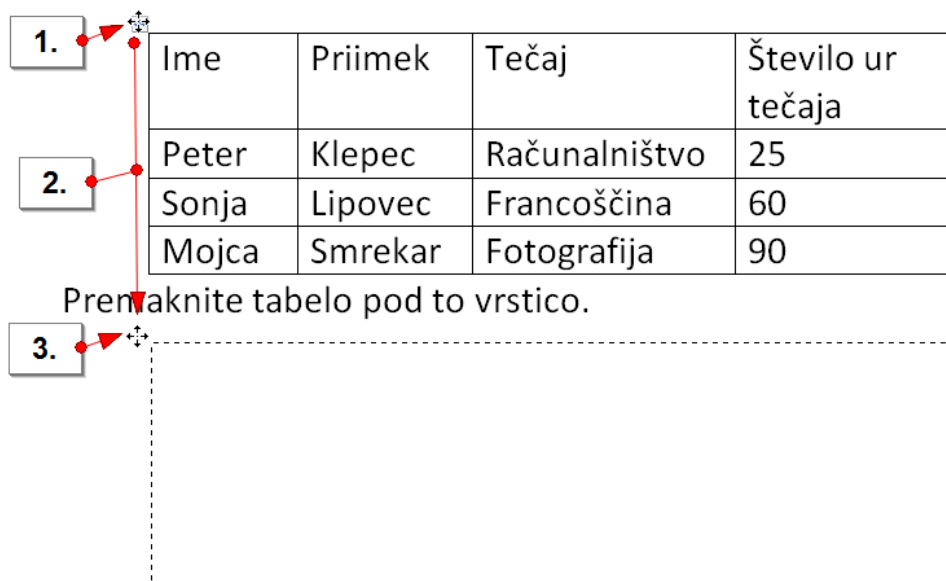 1.
Ime Priimek Tečaj Število ur
tečaja
Peter Klepec Računalništvo 25
2.
Sonja Lipovec Francoščina 60
Mojca Smrekar Fotografija 90
Premaknite tabelo pod to vrstico.
3.